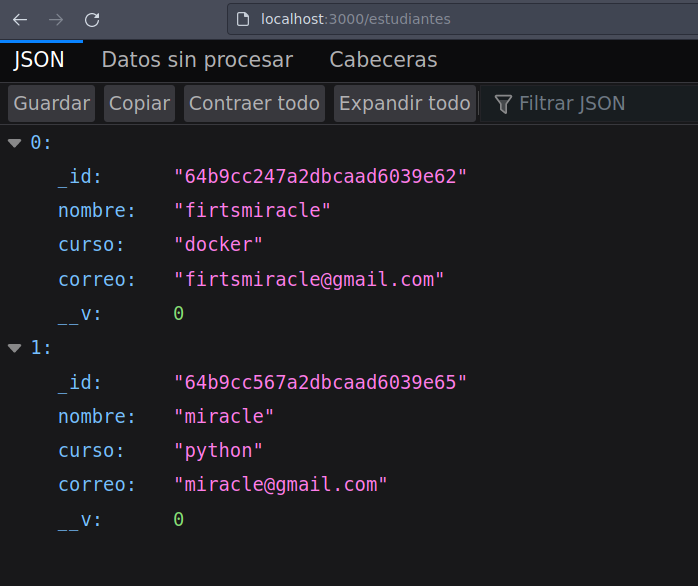 localhost:3000/estudiantes
JSON Datos sin procesar Cabeceras
Guardar Copiar Contraer todo Expandir todo Filtrar JSON
0:
_id: "64b9cc247a2dbcaad6039e62"
nombre: "firtsmiracle"
curso: "docker"
correo: "firtsmiracle@gmail.com"
__v: 0
1:
_id: "64b9cc567a2dbcaad6039e65"
nombre: "miracle"
curso: "python"
correo: "miracle@gmail.com"
__v: 0